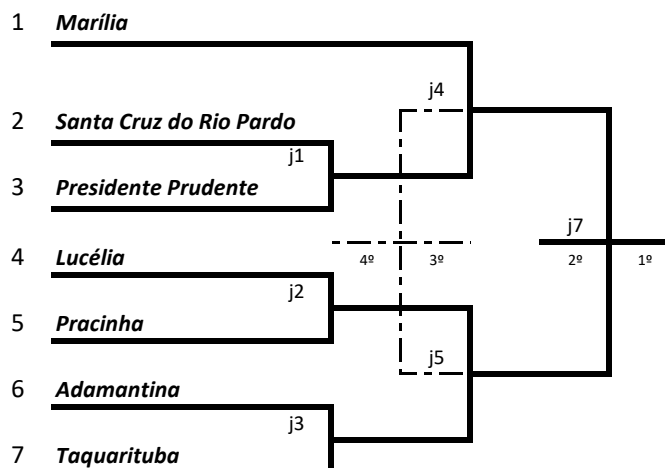 1 Marília
j4
2 Santa Cruz do Rio Pardo
j1
3 Presidente Prudente
j7
4 Lucélia
4º 3º 2º 1º
j2
5 Pracinha
j5
6 Adamantina
j3
7 Taquarituba